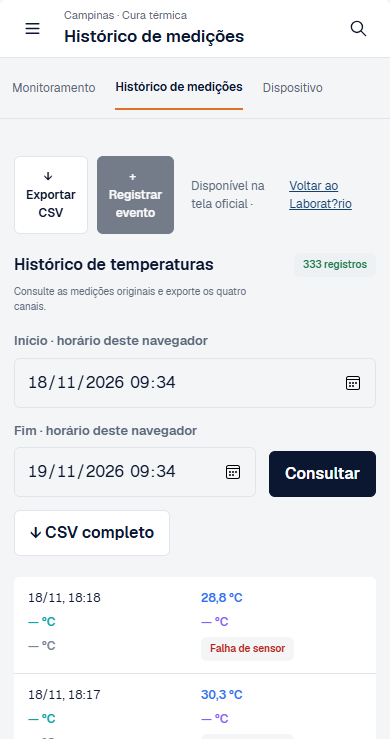 Campinas · Cura térmica
Histórico de medições
Monitoramento
Histórico de medições
Dispositivo
↓
Exportar
CSV
+
Registrar
evento
Disponível na
tela oficial ·
Voltar ao
Laborat?rio
Histórico de temperaturas
333 registros
Consulte as medições originais e exporte os quatro
canais.
Início · horário deste navegador
18/11/2026 09:34
Fim · horário deste navegador
19/11/2026 09:34
Consultar
↓ CSV completo
18/11, 18:18
28,8 °C
— °C
— °C
— °C
Falha de sensor
18/11, 18:17
30,3 °C
— °C
— °C